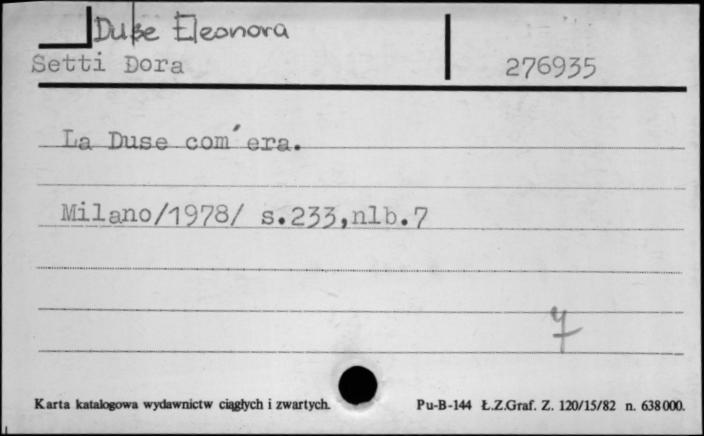 Duse Eleonora
Setti Dora 276935
La Duse com'era.
Milano/1978/ s.233,nlb.7
Karta katalogowa wydawnictw ciągłych i zwartych. Pu-B-144 Ł.Z.Graf. Z. 120/15/82 n. 638000.